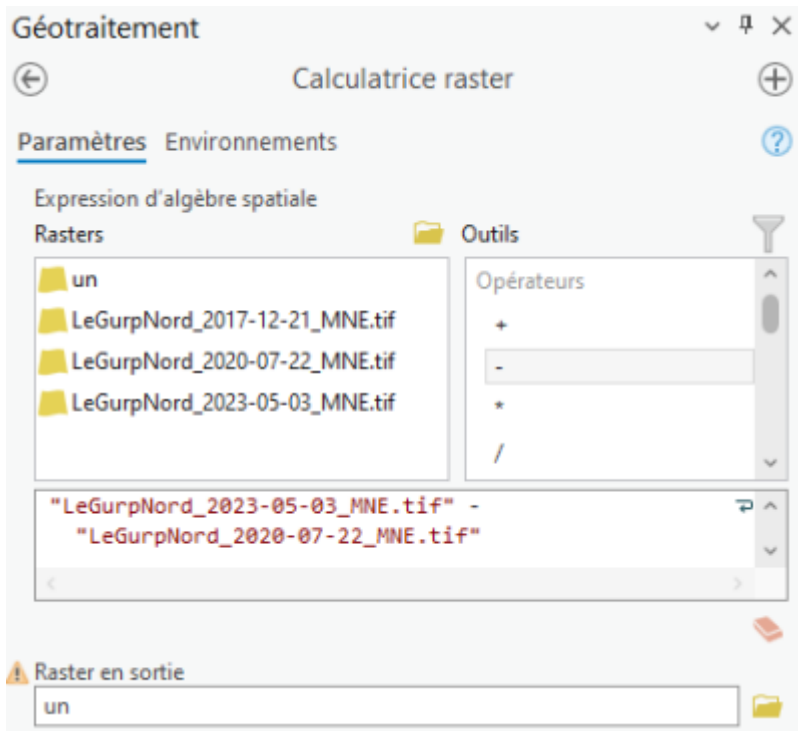 Géotraitement
Calculatrice raster
Paramètres Environnements
Expression d'algèbre spatiale
Rasters
Outils
un
LeGurpNord_2017-12-21_MNE.tif
LeGurpNord_2020-07-22_MNE.tif
LeGurpNord_2023-05-03_MNE.tif
Opérateurs
+
-
*
/
"LeGurpNord_2023-05-03_MNE.tif" -
"LeGurpNord_2020-07-22_MNE.tif"
Raster en sortie
un